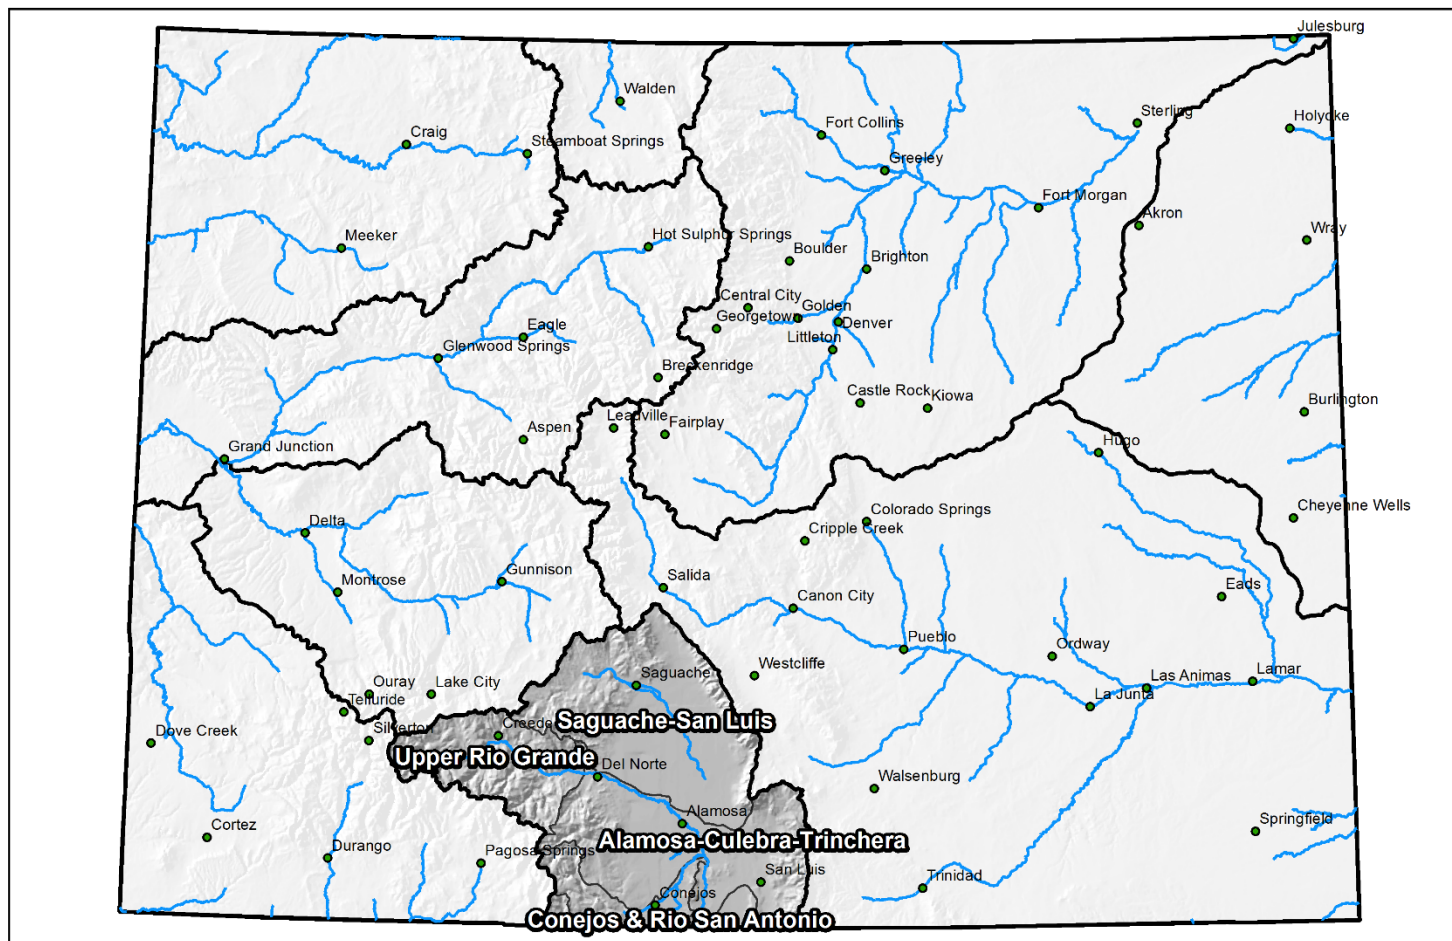 Julesburg
Walden
Sterling
Holyoke
Fort Collins
Craig
Steamboat Springs
Greeley
Fort Morgan
Akron
Meeker
Hot Sulphur Springs
Wray
Boulder
Brighton
Central City
Golden
Georgetown
Denver
Eagle
Littleton
Glenwood Springs
Breckenridge
Castle Rock
Kiowa
Burlington
Leadville
Aspen
Fairplay
Grand Junction
Hugo
Cheyenne Wells
Colorado Springs
Delta
Cripple Creek
Gunnison
Montrose
Salida
Eads
Canon City
Pueblo
Ordway
Westcliffe
Saguache
Lamar
Las Animas
Ouray
Lake City
La Junta
Telluride
Saguache-San Luis
Creede
Silverton
Dove Creek
Upper Rio Grande
Del Norte
Walsenburg
Alamosa
Springfield
Cortez
Alamosa-Culebra-Trinchera
Durango
Pagosa Springs
San Luis
Trinidad
Conejos
Conejos & Rio San Antonio